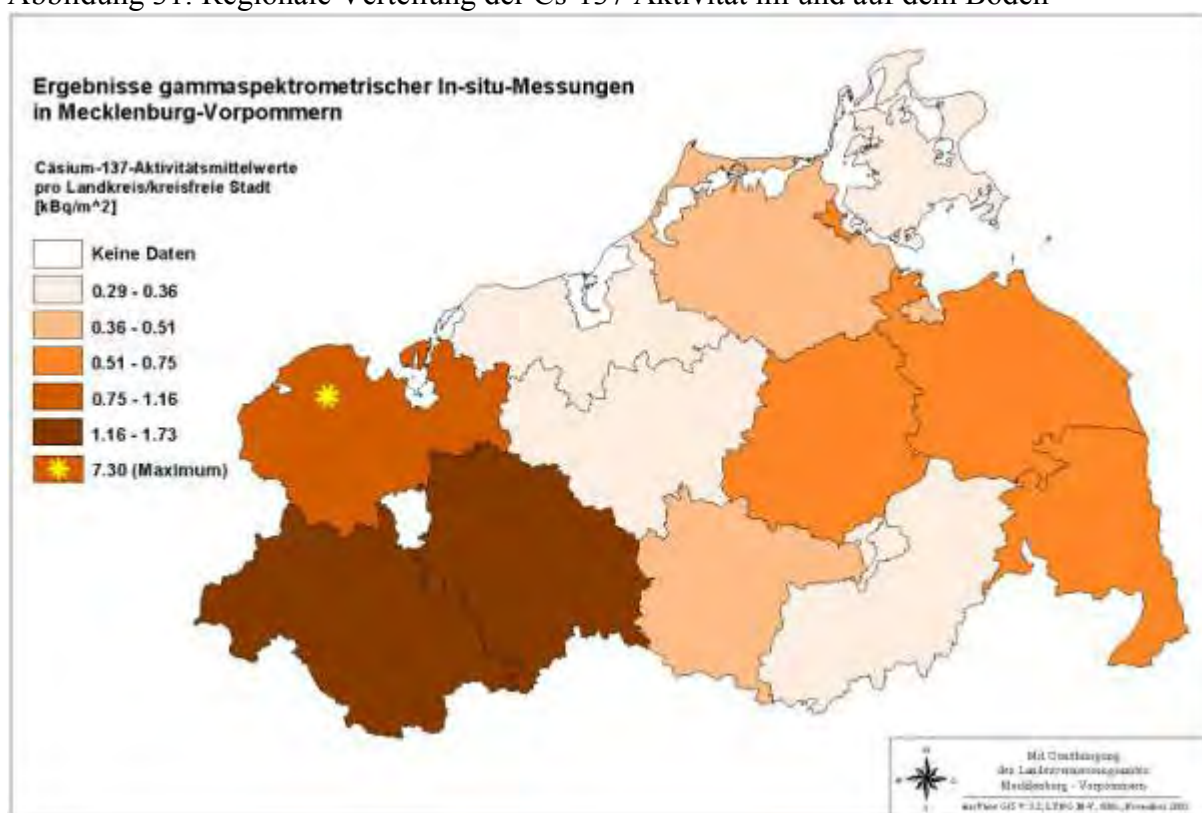 Abbildung 31: Regionale Verteilung der Cs-137 Aktivität im und auf dem Boden
Ergebnisse gammaspektrometrischer In-situ-Messungen
in Mecklenburg-Vorpommern
Cäsium-137-Aktivitätsmittelwerte
pro Landkreis/kreisfreie Stadt
[kBq/m^2]
Keine Daten
0.29 - 0.36
0.36 - 0.51
0.51 - 0.75
0.75 - 1.16
1.16 - 1.73
7.30 (Maximum)
Mit Genehmigung
des Landesvermessungsamtes
Mecklenburg - Vorpommern